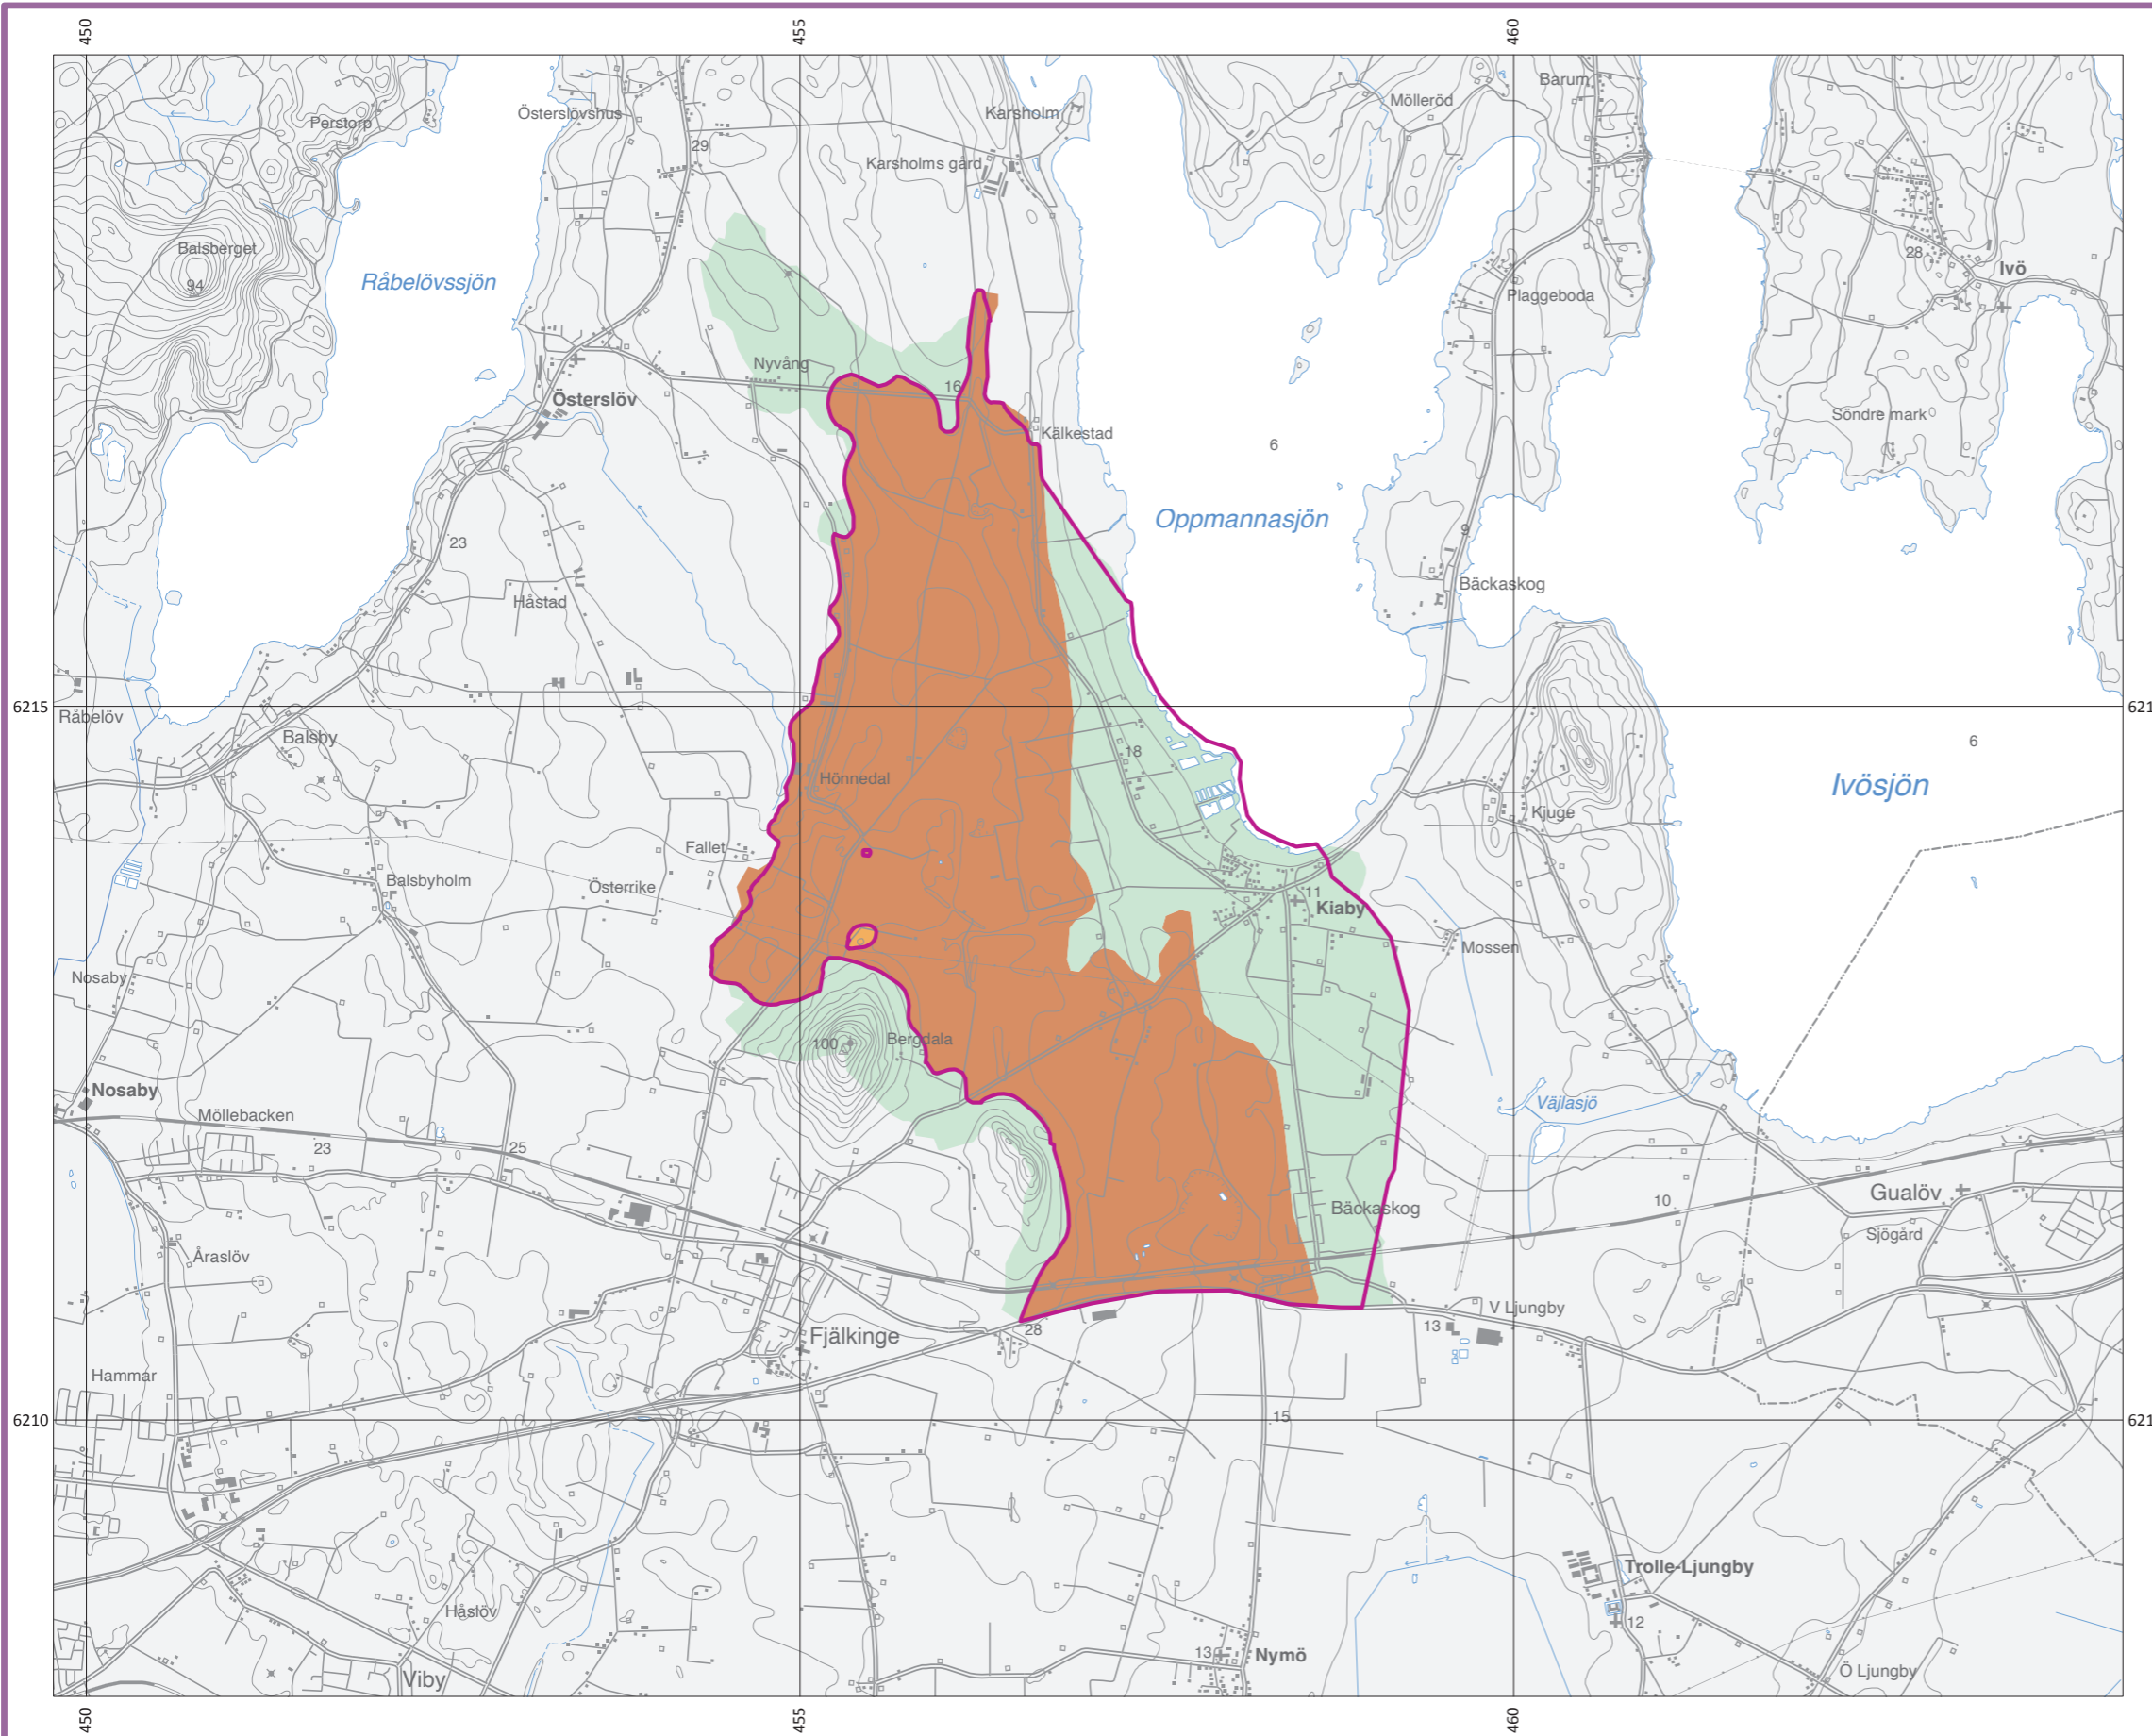 450
455
460
Barum
Mölleröd
Österslövshus
Karsholm
Perstorp
29
Karsholms gård
Balsberget
28
Ivö
94
Råbelövssjön
Plaggeboda
Nyvång
16
Österslöv
Söndre mark
Kälkestad
6
Oppmannasjön
9
23
Bäckaskog
Håstad
6215
621
Råbelöv
Balsby
18
6
Hönnedal
Ivösjön
Kjuge
Fallet
Balsbyholm
Österrike
11
Kiaby
Mossen
Nosaby
100
Bergdala
Nosaby
Väjlasjö
Möllebacken
23
25
Gualöv
10
Bäckaskog
Sjögård
Åraslöv
V Ljungby
28
13
Fjälkinge
Hammar
6210
15
621
Trolle-Ljungby
Håslöv
12
13
Nymö
Viby
Ö Ljungby
450
455
460